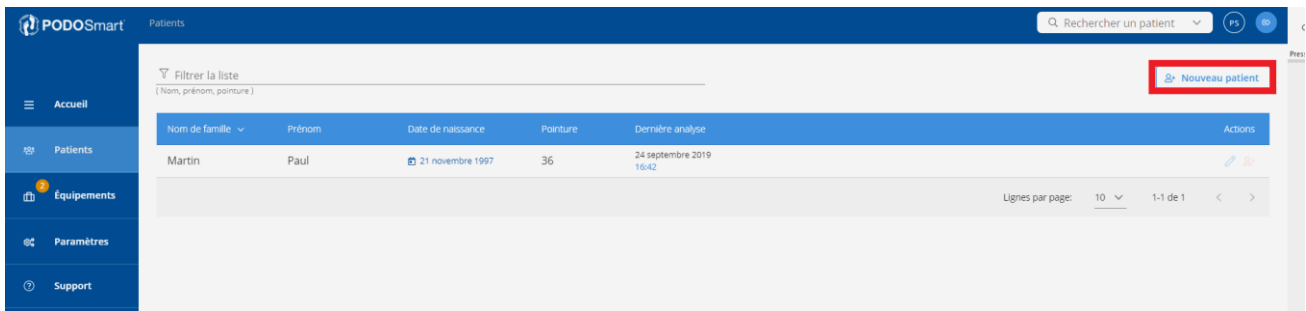 PODOSmart
Patients
Rechercher un patient
PS
BD
Pres
Filtrer la liste
( Nom, prénom, pointure )
Nouveau patient
Accueil
Patients
2
Équipements
Paramètres
Support
Nom de famille Prénom Date de naissance Pointure Dernière analyse Actions
Martin Paul 21 novembre 1997 36 24 septembre 2019
16:42
Lignes par page: 10 1-1 de 1